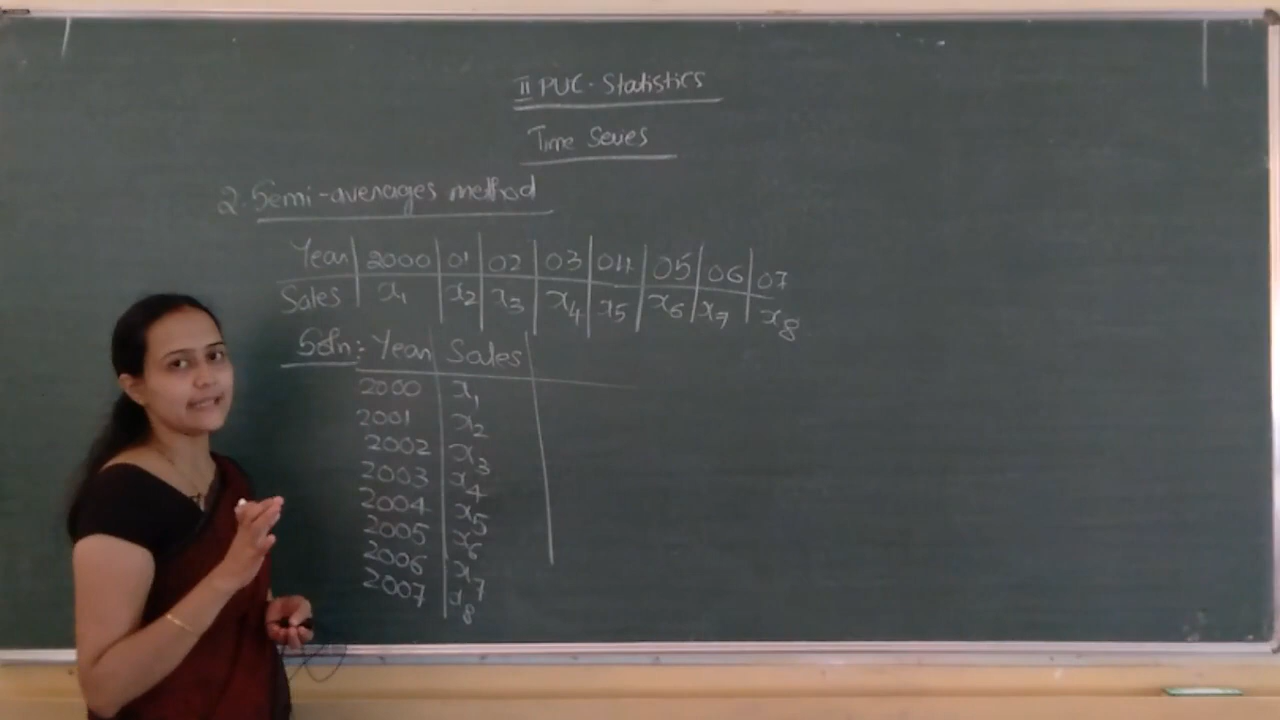 II PUC. Statistics
Time Series
2. Semi-averages method
Year 2000 01 02 03 04 05 06 07
Sales x1 x2 x3 x4 x5 x6 x7 x8
Soln: Year Sales
2000 x1
2001 x2
2002 x3
2003 x4
2004 x5
2005 x6
2006 x7
2007 x8